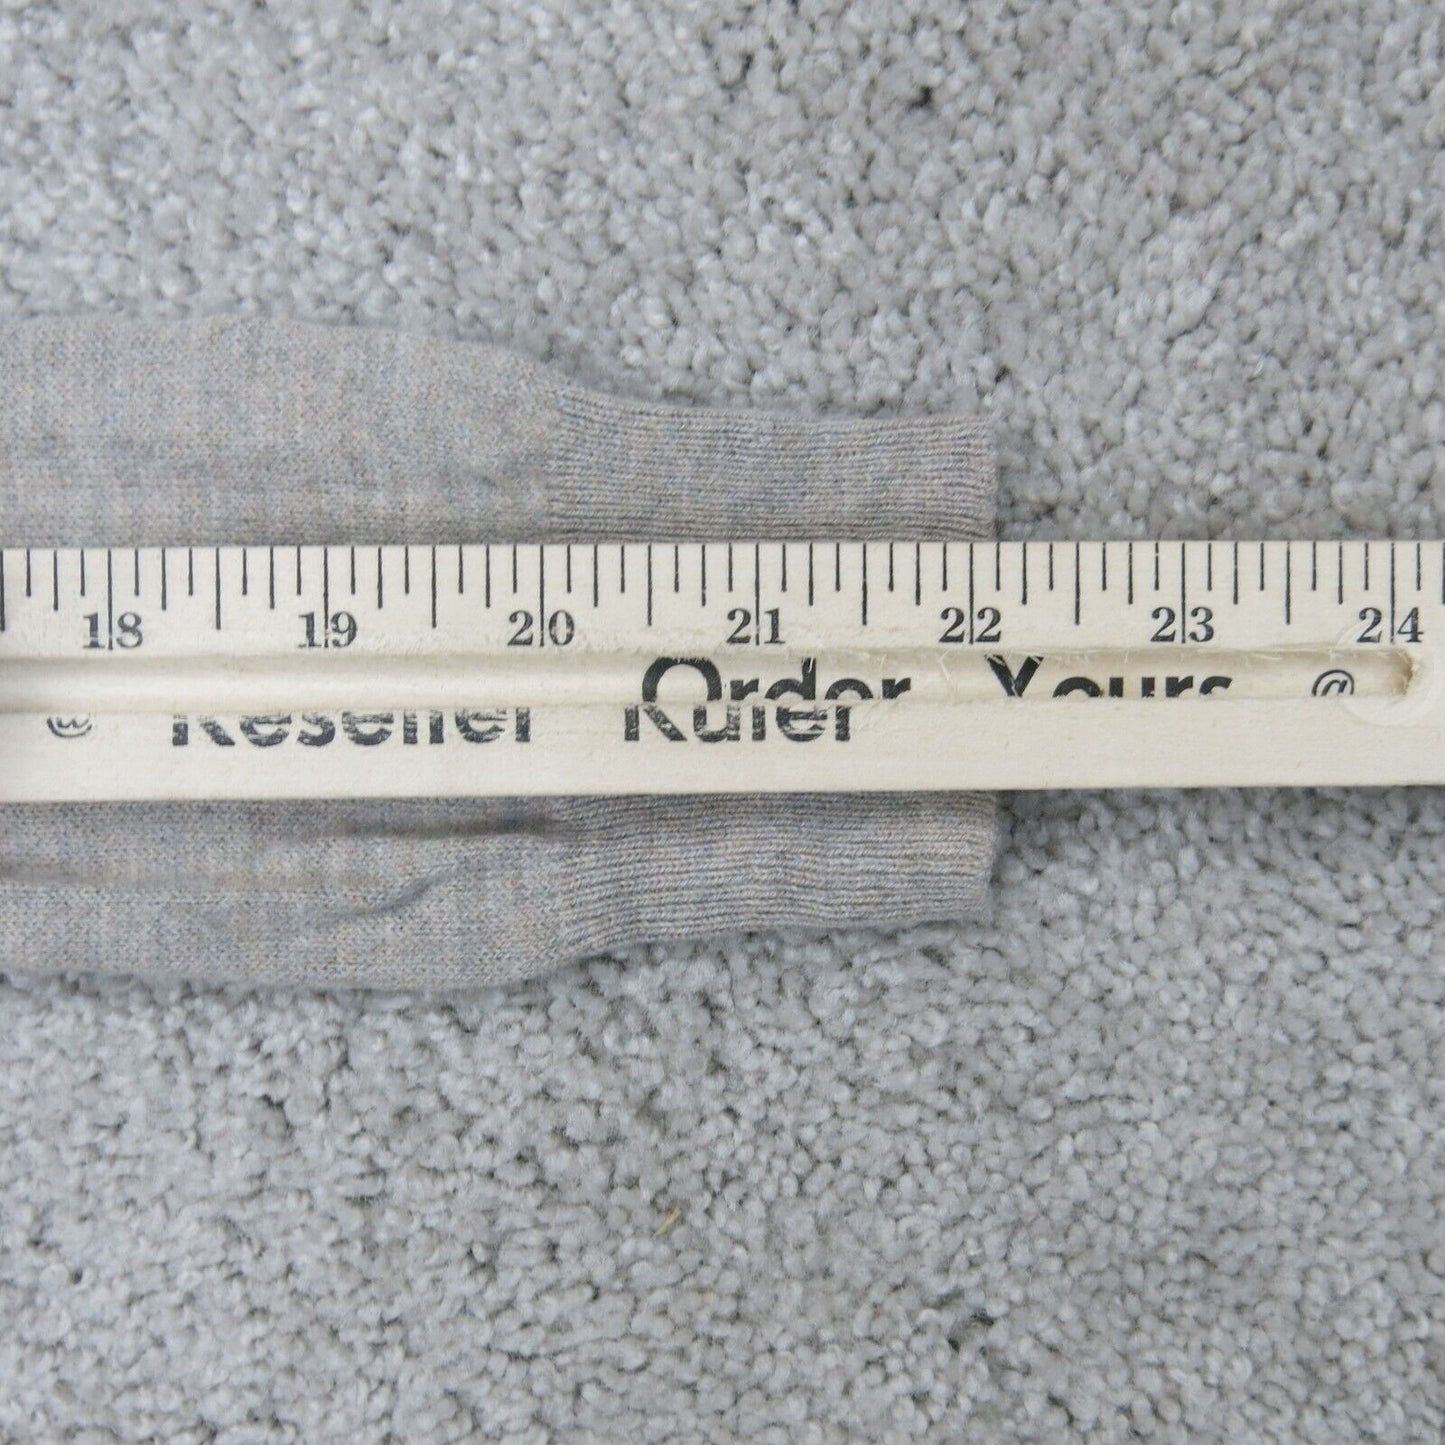 18 19 20 21 22 23 24
Order Yours @
@ Reseller Ruler